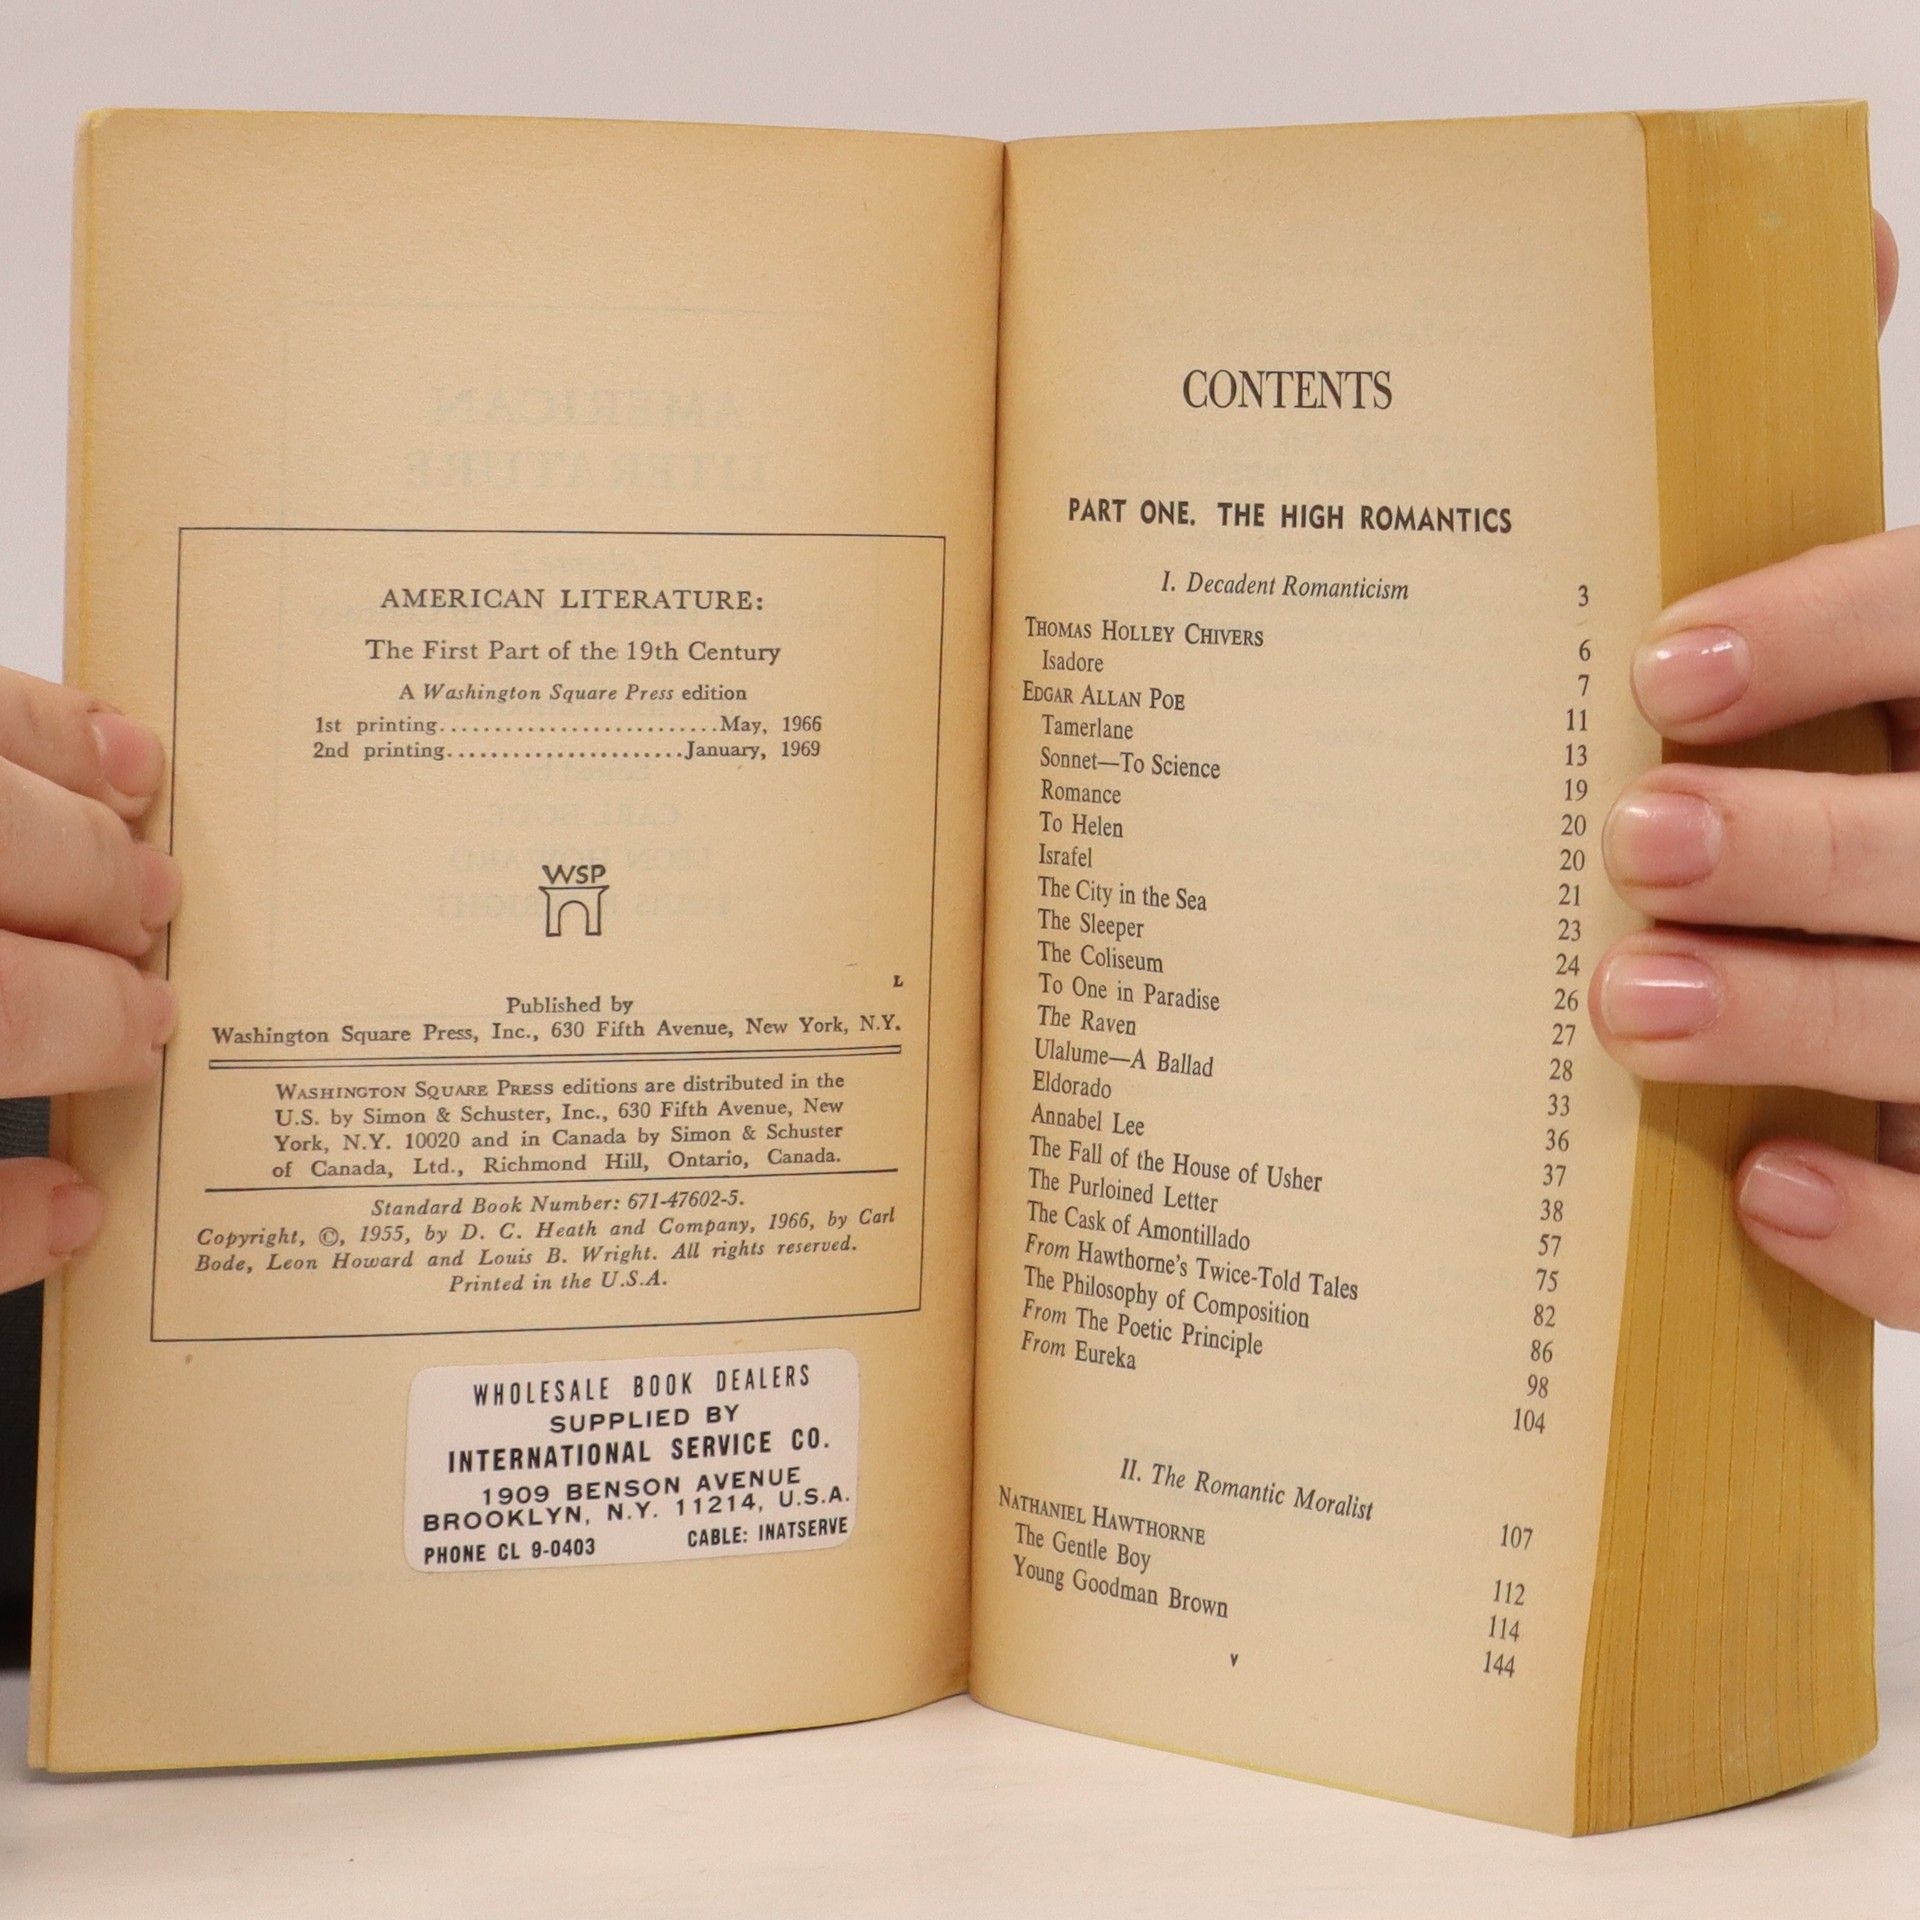 AMERICAN LITERATURE:
The First Part of the 19th Century
A Washington Square Press edition
1st printing..........................May, 1966
2nd printing......................January, 1969
WSP
L
Published by
Washington Square Press, Inc., 630 Fifth Avenue, New York, N.Y.
WASHINGTON SQUARE PRESS editions are distributed in the
U.S. by Simon & Schuster, Inc., 630 Fifth Avenue, New
York, N.Y. 10020 and in Canada by Simon & Schuster
of Canada, Ltd., Richmond Hill, Ontario, Canada.
Standard Book Number: 671-47602-5.
Copyright, ©, 1955, by D. C. Heath and Company, 1966, by Carl
Bode, Leon Howard and Louis B. Wright. All rights reserved.
Printed in the U.S.A.
WHOLESALE BOOK DEALERS
SUPPLIED BY
INTERNATIONAL SERVICE CO.
1909 BENSON AVENUE
BROOKLYN, N.Y. 11214, U.S.A.
PHONE CL 9-0403 CABLE: INATSERVE
CONTENTS
PART ONE. THE HIGH ROMANTICS
I. Decadent Romanticism 3
THOMAS HOLLEY CHIVERS 6
Isadore 7
EDGAR ALLAN POE 11
Tamerlane 13
Sonnet—To Science 19
Romance 20
To Helen 20
Israfel 21
The City in the Sea 23
The Sleeper 24
The Coliseum 26
To One in Paradise 27
The Raven 28
Ulalume—A Ballad 33
Eldorado 36
Annabel Lee 37
The Fall of the House of Usher 38
The Purloined Letter 57
The Cask of Amontillado 75
From Hawthorne's Twice-Told Tales 82
The Philosophy of Composition 86
From The Poetic Principle 98
From Eureka 104
II. The Romantic Moralist 107
NATHANIEL HAWTHORNE 112
The Gentle Boy 114
Young Goodman Brown 144
v